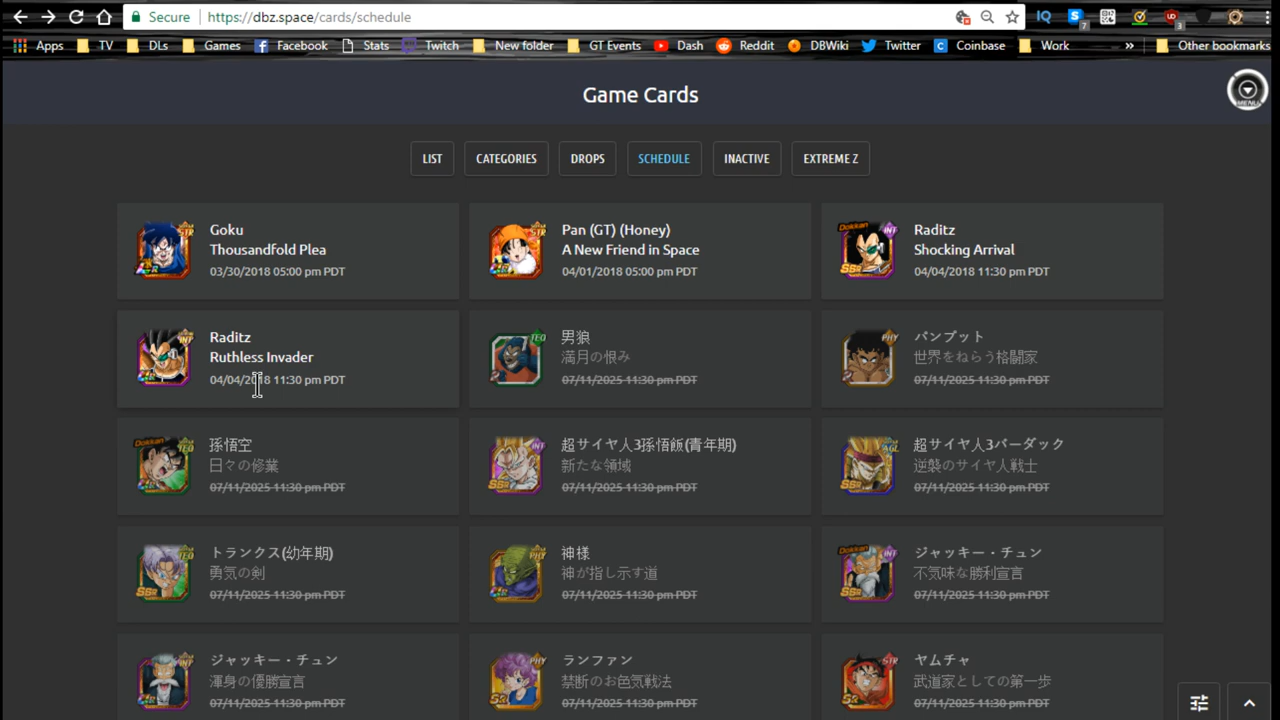 Secure https://dbz.space/cards/schedule
Apps TV DLs Games Facebook Stats Twitch New folder GT Events Dash Reddit DBWiki Twitter Coinbase Work » Other bookmarks
Game Cards
MENU
LIST CATEGORIES DROPS SCHEDULE INACTIVE EXTREME Z
Goku
Thousandfold Plea
03/30/2018 05:00 pm PDT
Pan (GT) (Honey)
A New Friend in Space
04/01/2018 05:00 pm PDT
Raditz
Shocking Arrival
04/04/2018 11:30 pm PDT
Raditz
Ruthless Invader
04/04/2018 11:30 pm PDT
男狼
満月の恨み
07/11/2025 11:30 pm PDT
パンプット
世界をねらう格闘家
07/11/2025 11:30 pm PDT
孫悟空
日々の修業
07/11/2025 11:30 pm PDT
超サイヤ人3孫悟飯(青年期)
新たな領域
07/11/2025 11:30 pm PDT
超サイヤ人3バーダック
逆襲のサイヤ人戦士
07/11/2025 11:30 pm PDT
トランクス(幼年期)
勇気の剣
07/11/2025 11:30 pm PDT
神様
神が指し示す道
07/11/2025 11:30 pm PDT
ジャッキー・チュン
不気味な勝利宣言
07/11/2025 11:30 pm PDT
ジャッキー・チュン
渾身の優勝宣言
07/11/2025 11:30 pm PDT
ランファン
禁断のお色気戦法
07/11/2025 11:30 pm PDT
ヤムチャ
武道家としての第一歩
07/11/2025 11:30 pm PDT